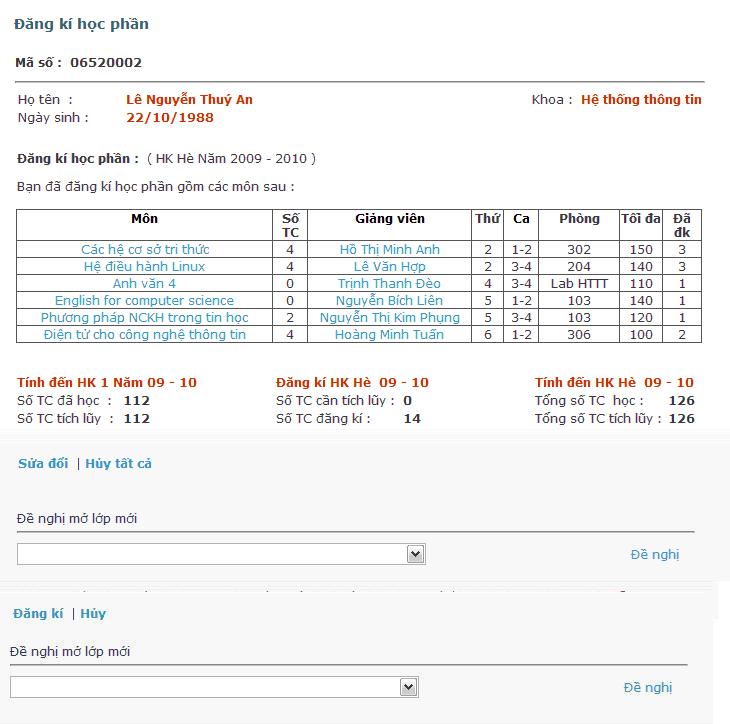 Đăng kí học phần
Mã số : 06520002
Họ tên : Lê Nguyễn Thuý An Khoa : Hệ thống thông tin
Ngày sinh : 22/10/1988
Đăng kí học phần : ( HK Hè Năm 2009 - 2010 )
Bạn đã đăng kí học phần gồm các môn sau :
Môn Số TC Giảng viên Thứ Ca Phòng Tối đa Đã đk
Các hệ cơ sở tri thức 4 Hồ Thị Minh Anh 2 1-2 302 150 3
Hệ điều hành Linux 4 Lê Văn Hợp 2 3-4 204 140 3
Anh văn 4 0 Trịnh Thanh Đèo 4 3-4 Lab HTTT 110 1
English for computer science 0 Nguyễn Bích Liên 5 1-2 103 140 1
Phương pháp NCKH trong tin học 2 Nguyễn Thị Kim Phụng 5 3-4 103 120 1
Điện tử cho công nghệ thông tin 4 Hoàng Minh Tuấn 6 1-2 306 100 2
Tính đến HK 1 Năm 09 - 10 Đăng kí HK Hè 09 - 10 Tính đến HK Hè 09 - 10
Số TC đã học : 112 Số TC cần tích lũy : 0 Tổng số TC học : 126
Số TC tích lũy : 112 Số TC đăng kí : 14 Tổng số TC tích lũy : 126
Sửa đổi | Hủy tất cả
Đề nghị mở lớp mới
Đề nghị
Đăng kí | Hủy
Đề nghị mở lớp mới
Đề nghị